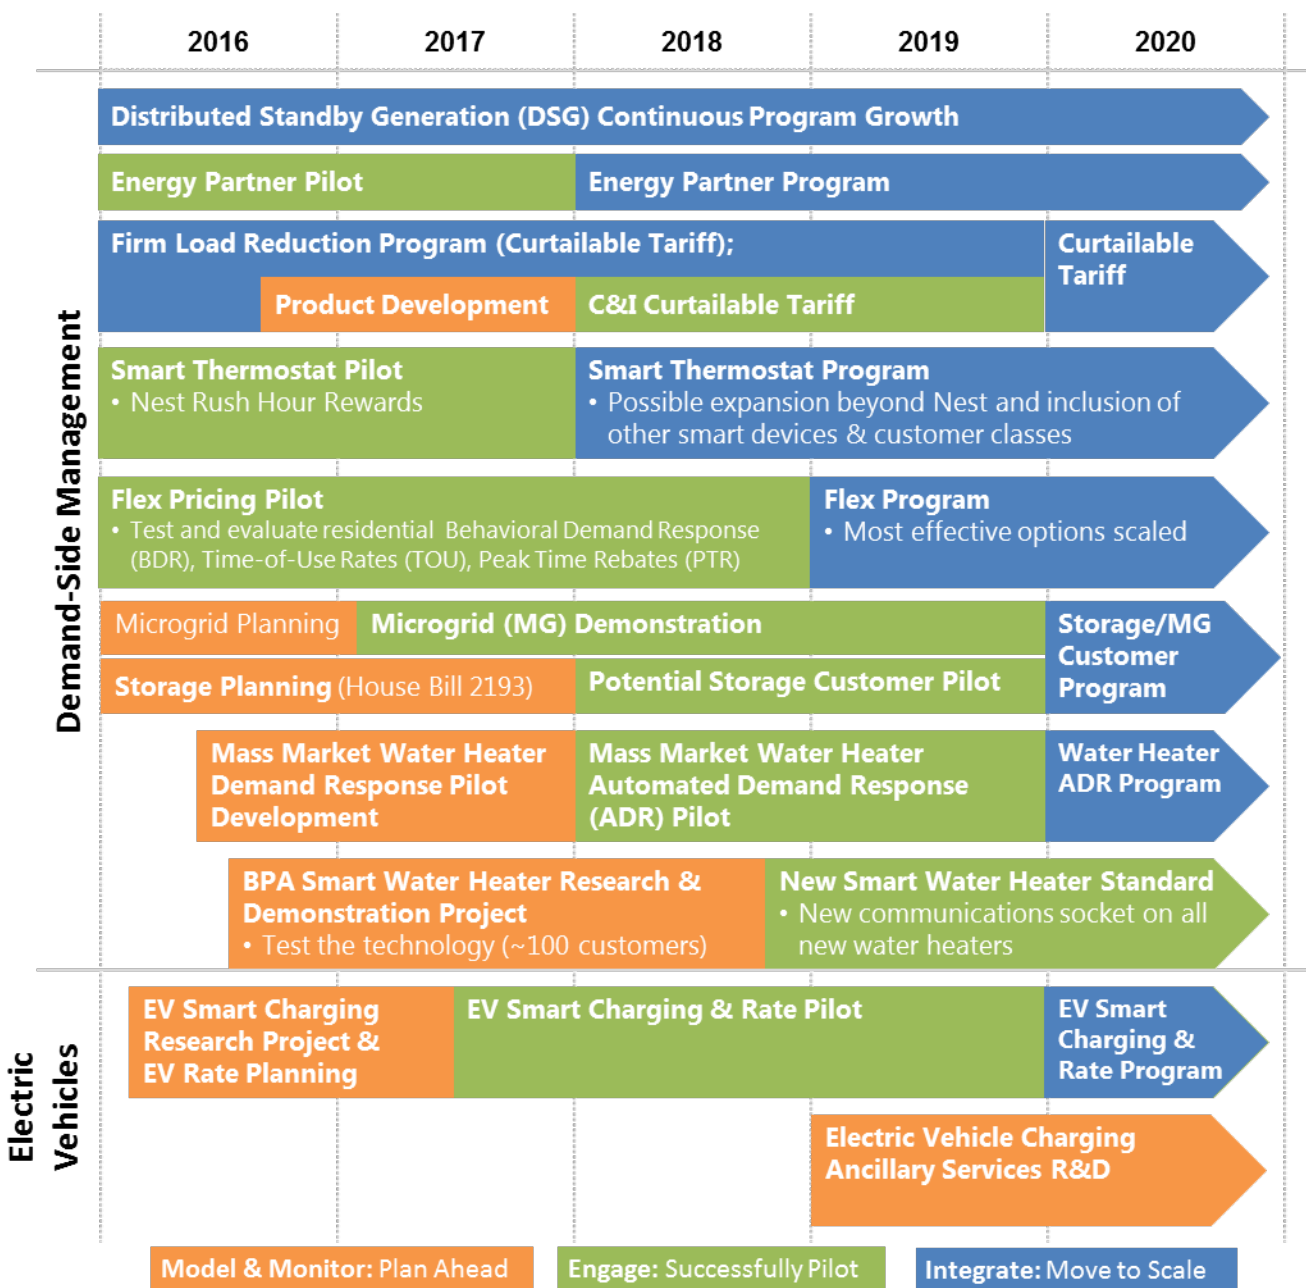 2016 2017 2018 2019 2020
Demand-Side Management
Distributed Standby Generation (DSG) Continuous Program Growth
Energy Partner Pilot
Energy Partner Program
Firm Load Reduction Program (Curtailable Tariff);
Curtailable
Tariff
Product Development
C&I Curtailable Tariff
Smart Thermostat Pilot
• Nest Rush Hour Rewards
Smart Thermostat Program
• Possible expansion beyond Nest and inclusion of
other smart devices & customer classes
Flex Pricing Pilot
• Test and evaluate residential Behavioral Demand Response
(BDR), Time-of-Use Rates (TOU), Peak Time Rebates (PTR)
Flex Program
• Most effective options scaled
Microgrid Planning
Microgrid (MG) Demonstration
Storage/MG
Customer
Program
Storage Planning (House Bill 2193)
Potential Storage Customer Pilot
Mass Market Water Heater
Demand Response Pilot
Development
Mass Market Water Heater
Automated Demand Response
(ADR) Pilot
Water Heater
ADR Program
BPA Smart Water Heater Research &
Demonstration Project
• Test the technology (~100 customers)
New Smart Water Heater Standard
• New communications socket on all
new water heaters
Electric
Vehicles
EV Smart Charging
Research Project &
EV Rate Planning
EV Smart Charging & Rate Pilot
EV Smart
Charging &
Rate Program
Electric Vehicle Charging
Ancillary Services R&D
Model & Monitor: Plan Ahead
Engage: Successfully Pilot
Integrate: Move to Scale